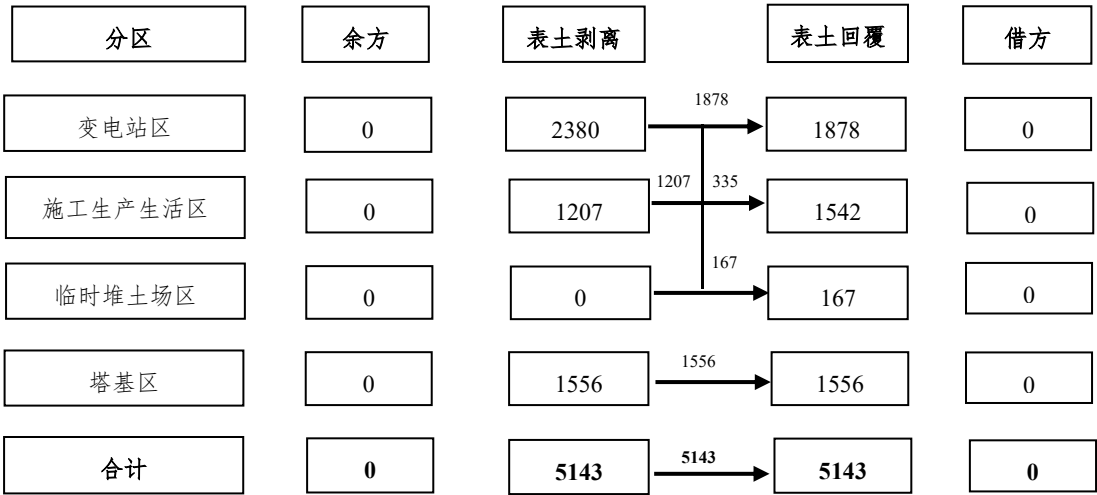 分区 余方 表土剥离 表土回覆 借方
变电站区 0 2380 1878 1878 0
施工生产生活区 0 1207 1207 335 1542 0
临时堆土场区 0 0 167 167 0
塔基区 0 1556 1556 1556 0
合计 0 5143 5143 5143 0